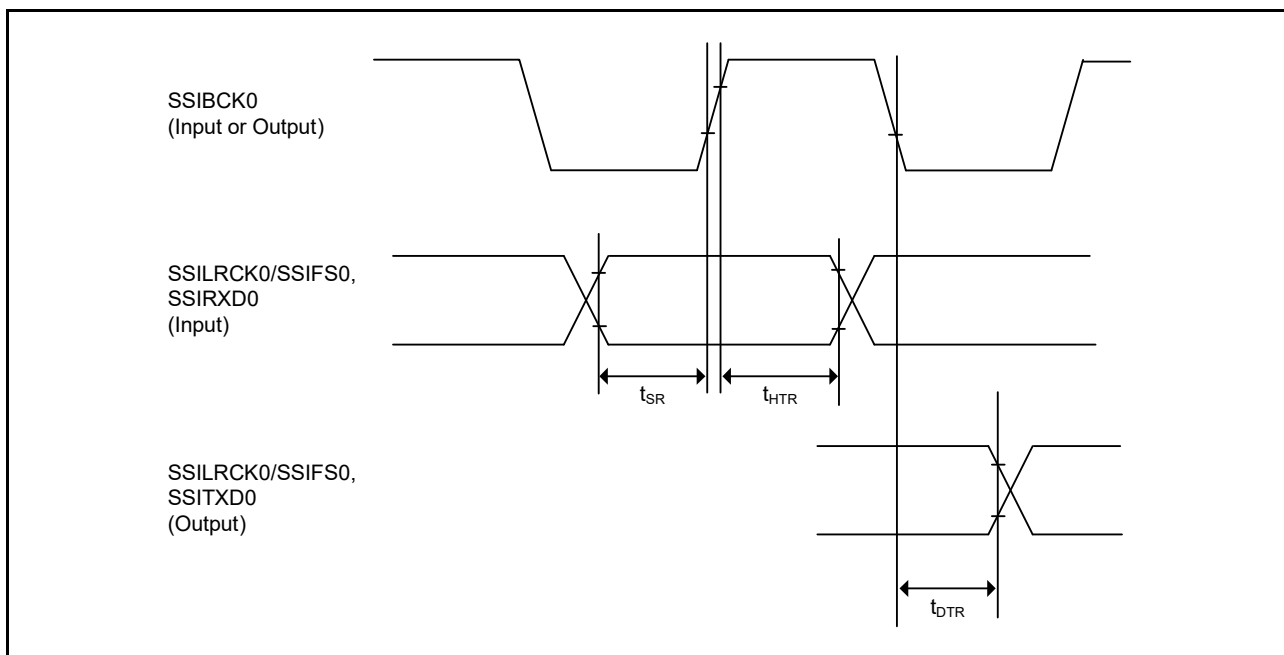 SSIBCK0
(Input or Output)
SSILRCK0/SSIFS0,
SSIRXD0
(Input)
tSR
tHTR
SSILRCK0/SSIFS0,
SSITXD0
(Output)
tDTR